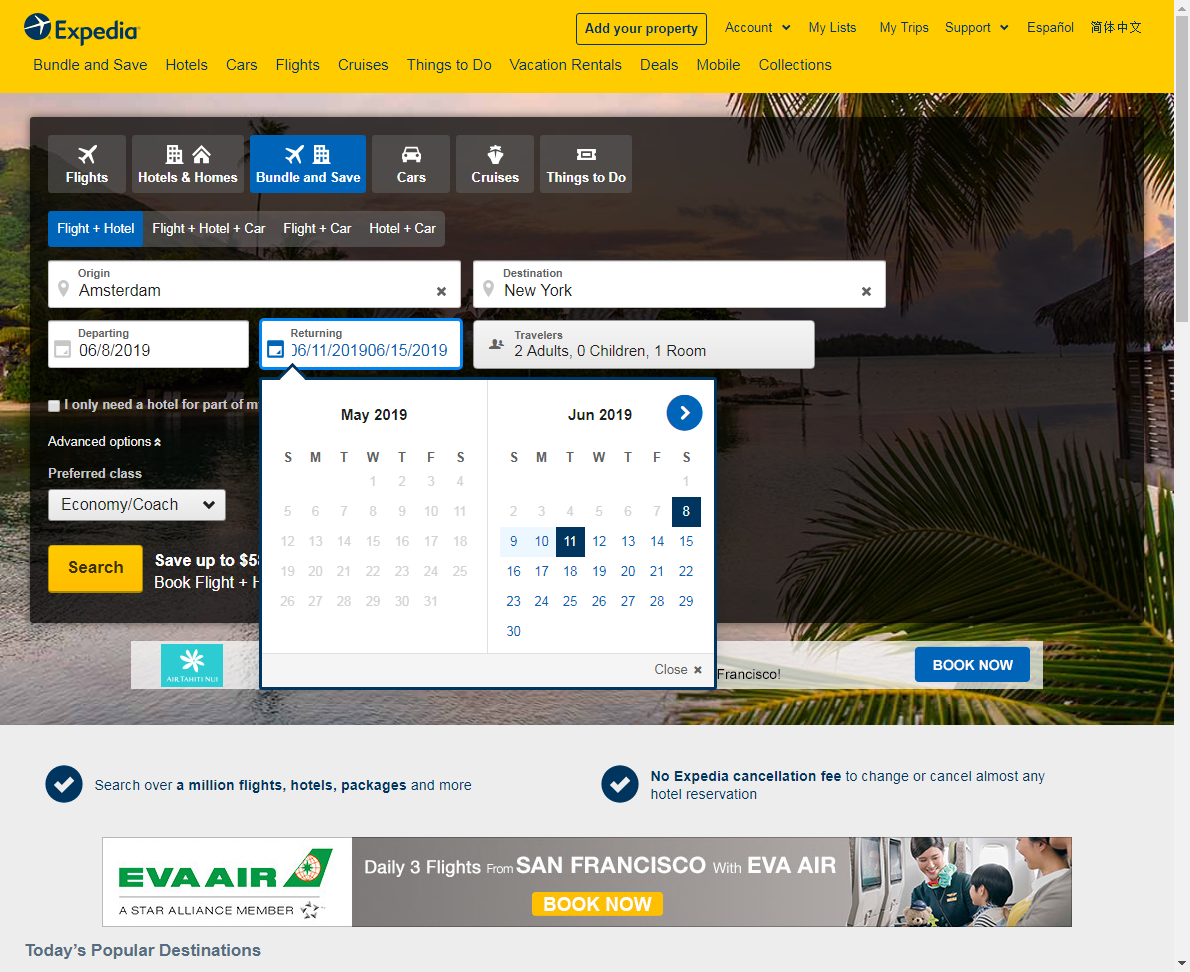 Expedia
Add your property
Account
My Lists
My Trips
Support
Español
简体中文
Bundle and Save
Hotels
Cars
Flights
Cruises
Things to Do
Vacation Rentals
Deals
Mobile
Collections
Flights
Hotels & Homes
Bundle and Save
Cars
Cruises
Things to Do
Flight + Hotel
Flight + Hotel + Car
Flight + Car
Hotel + Car
Origin
Amsterdam
Destination
New York
Departing
06/8/2019
Returning
06/11/201906/15/2019
Travelers
2 Adults, 0 Children, 1 Room
I only need a hotel for part of m
Advanced options
Preferred class
Economy/Coach
Search
Save up to $5
Book Flight + H
May 2019
S M T W T F S
1 2 3 4
5 6 7 8 9 10 11
12 13 14 15 16 17 18
19 20 21 22 23 24 25
26 27 28 29 30 31
Jun 2019
S M T W T F S
1
2 3 4 5 6 7 8
9 10 11 12 13 14 15
16 17 18 19 20 21 22
23 24 25 26 27 28 29
30
Close
AIR TAHITI NUI
Francisco!
BOOK NOW
Search over a million flights, hotels, packages and more
No Expedia cancellation fee to change or cancel almost any
hotel reservation
EVA AIR
A STAR ALLIANCE MEMBER
Daily 3 Flights From SAN FRANCISCO With EVA AIR
BOOK NOW
Today's Popular Destinations